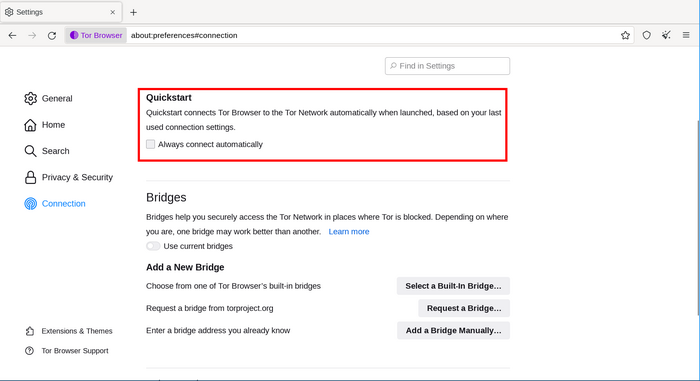 Settings
Tor Browser about:preferences#connection
Find in Settings
General
Home
Search
Privacy & Security
Connection
Extensions & Themes
Tor Browser Support
Quickstart
Quickstart connects Tor Browser to the Tor Network automatically when launched, based on your last
used connection settings.
Always connect automatically
Bridges
Bridges help you securely access the Tor Network in places where Tor is blocked. Depending on where
you are, one bridge may work better than another. Learn more
Use current bridges
Add a New Bridge
Choose from one of Tor Browser’s built-in bridges Select a Built-In Bridge…
Request a bridge from torproject.org Request a Bridge…
Enter a bridge address you already know Add a Bridge Manually…